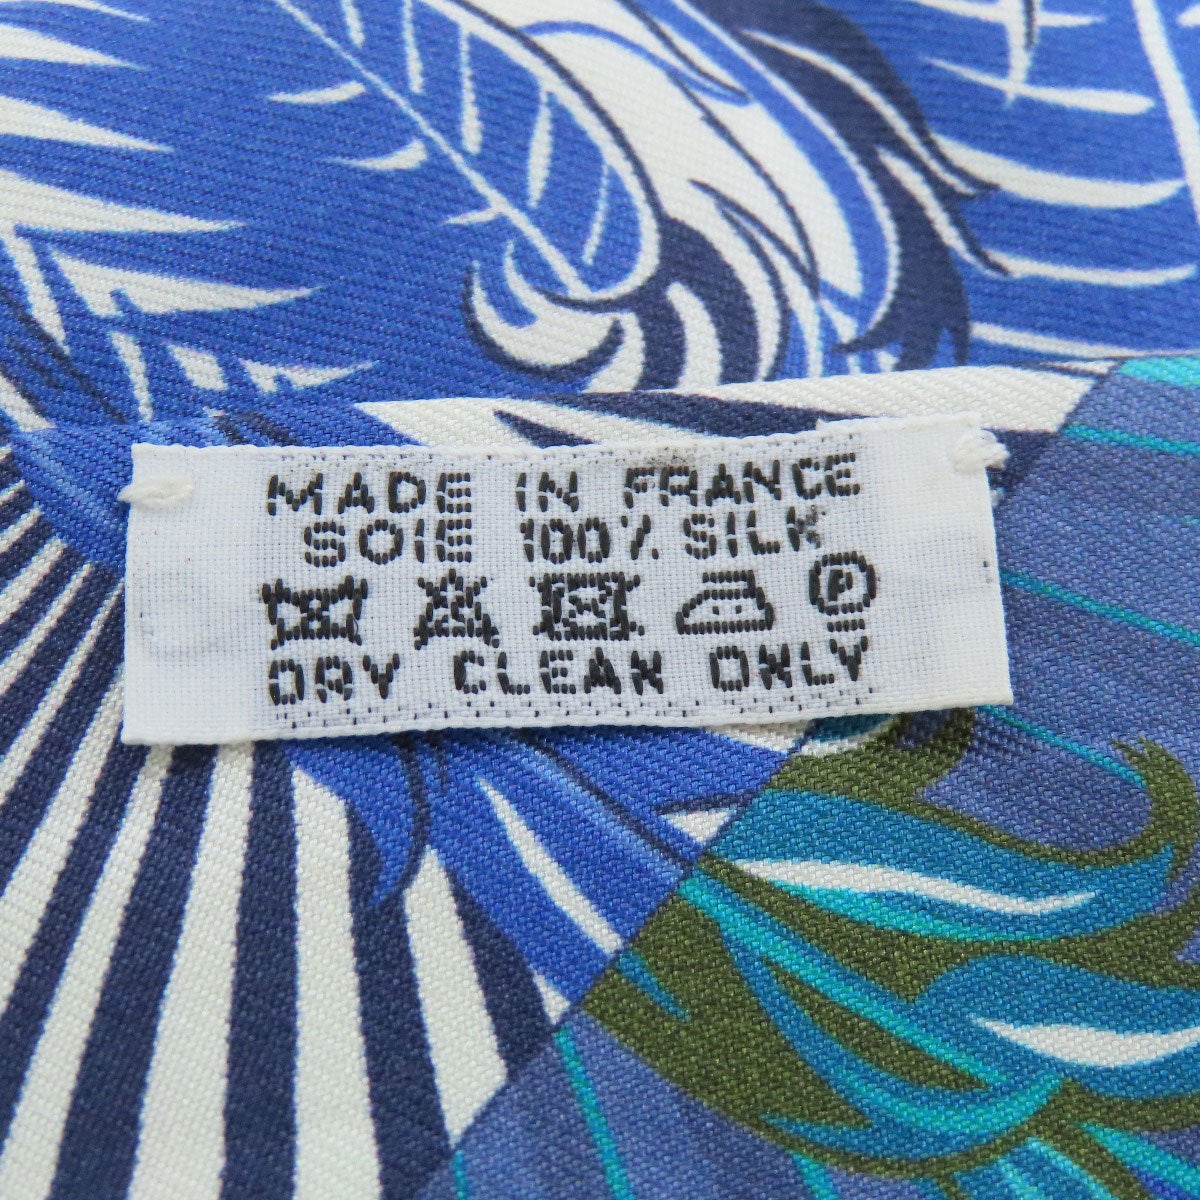 MADE IN FRANCE
SOIE 100% SILK
P
DRY CLEAN ONLY